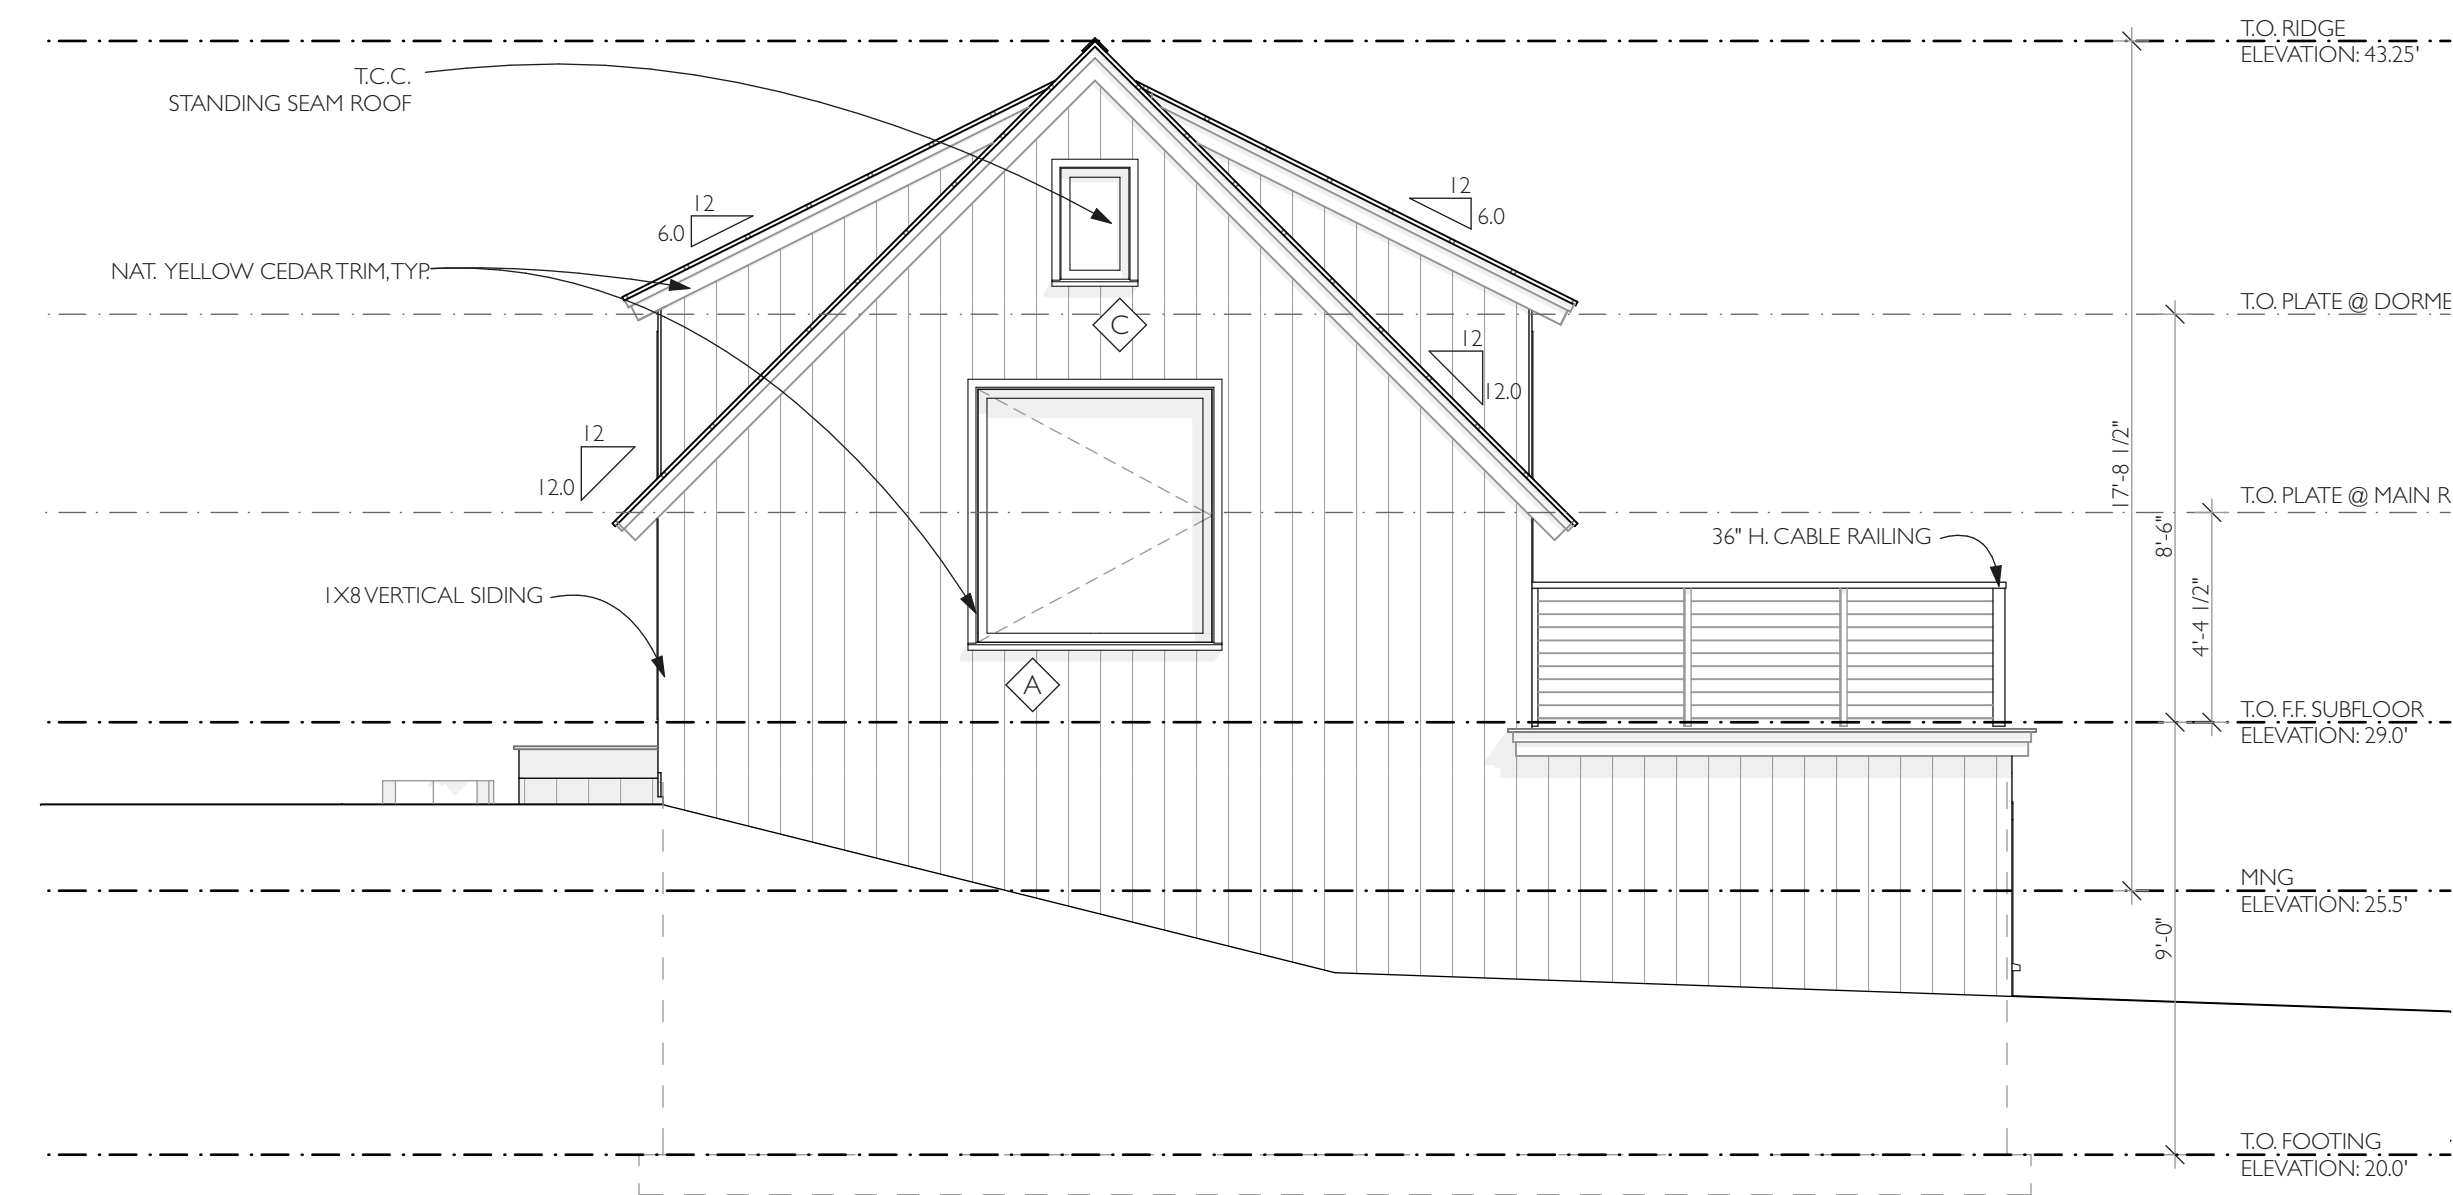 T.O. RIDGE
ELEVATION: 43.25'
T.C.C.
STANDING SEAM ROOF
12
6.0
12
6.0
NAT. YELLOW CEDAR TRIM, TYP.
T.O. PLATE @ DORME
C
12
12.0
12
12.0
17'-8 1/2"
T.O. PLATE @ MAIN R
36" H. CABLE RAILING
8'-6"
1X8 VERTICAL SIDING
4'-4 1/2"
A
T.O. F.F. SUBFLOOR
ELEVATION: 29.0'
MNG
ELEVATION: 25.5'
9'-0"
T.O. FOOTING
ELEVATION: 20.0'